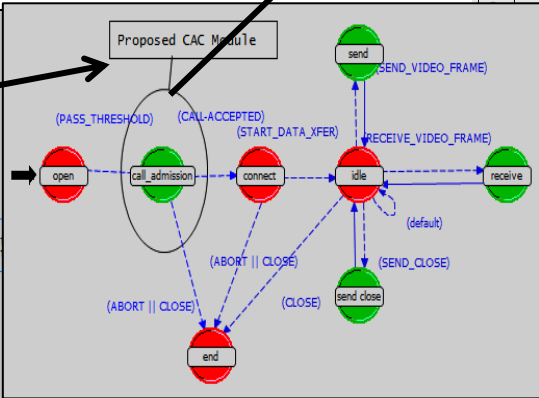 Proposed CAC Module
send
(SEND_VIDEO_FRAME)
(PASS_THRESHOLD)
(CALL-ACCEPTED)
(START_DATA_XFER)
(RECEIVE_VIDEO_FRAME)
open
call_admission
connect
idle
receive
(default)
(ABORT || CLOSE)
(SEND_CLOSE)
(ABORT || CLOSE)
(CLOSE)
send close
end